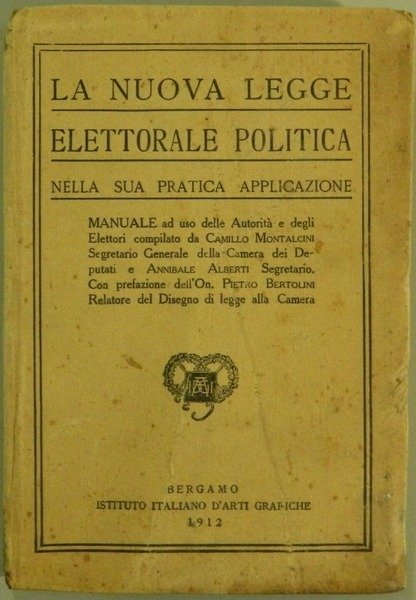 LA NUOVA LEGGE
ELETTORALE POLITICA
NELLA SUA PRATICA APPLICAZIONE
MANUALE ad uso delle Autorità e degli
Elettori compilato da CAMILLO MONTALCINI
Segretario Generale della Camera dei De-
putati e ANNIBALE ALBERTI Segretario.
Con prefazione dell'On. PIETRO BERTOLINI
Relatore del Disegno di legge alla Camera
BERGAMO
ISTITUTO ITALIANO D'ARTI GRAFICHE
1912